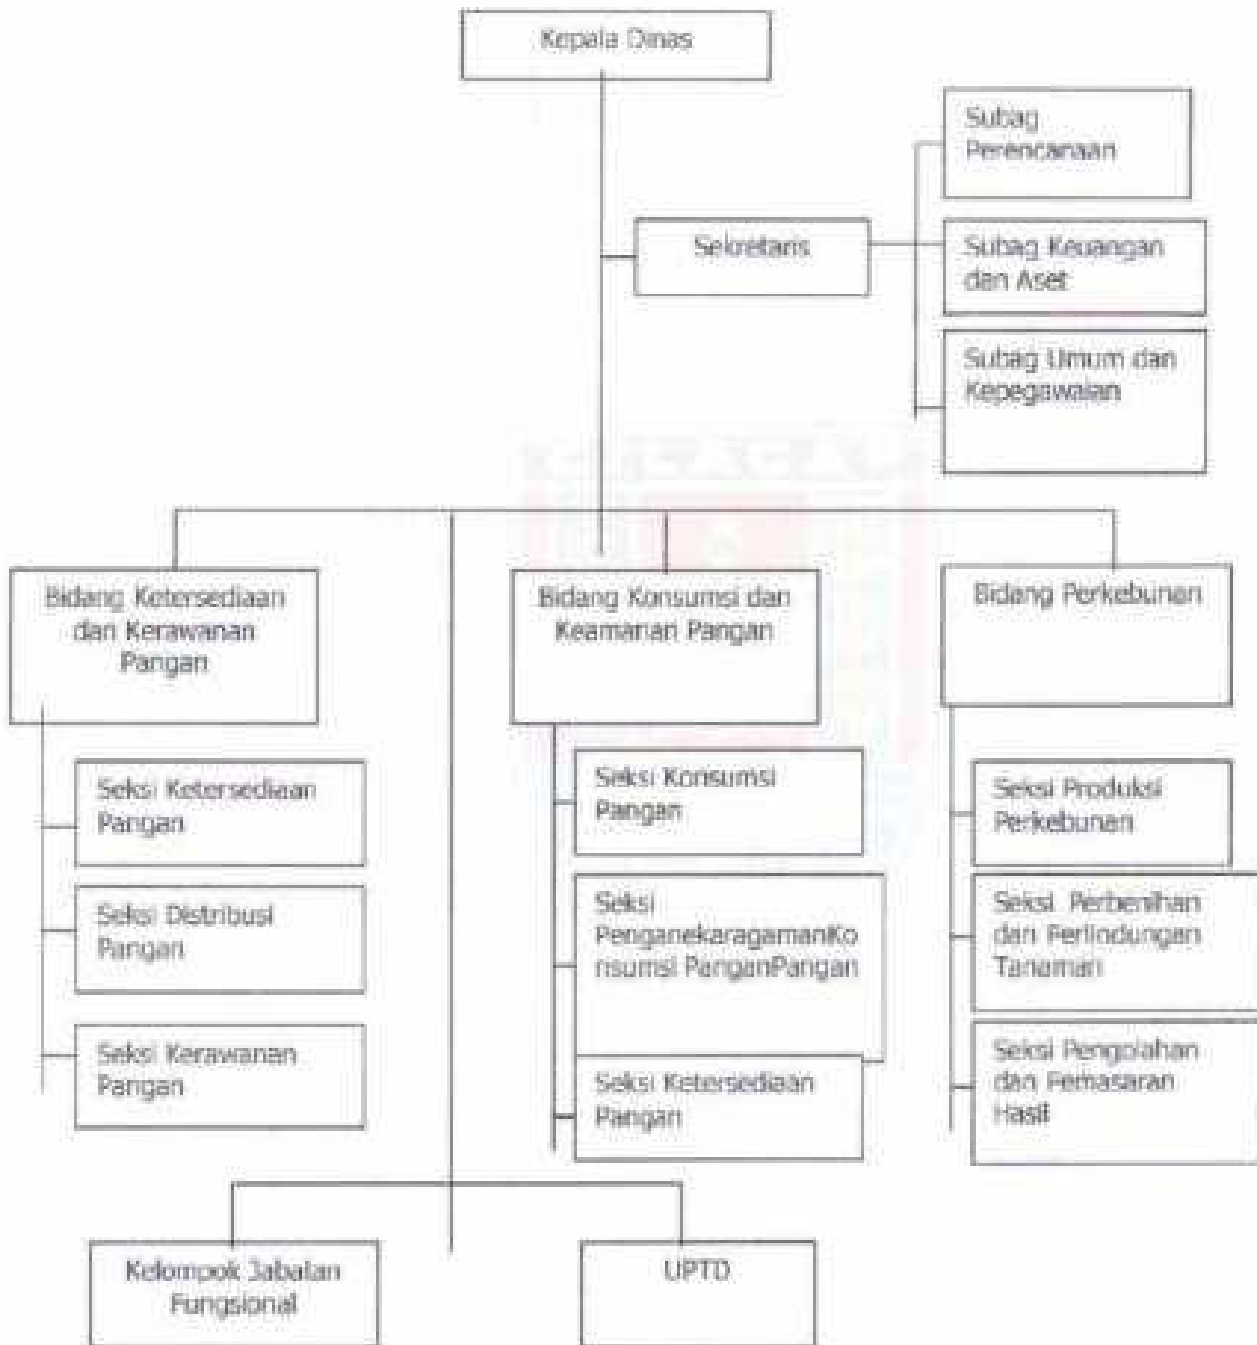 Kepala Dinas
Subag
Perencanaan
Sekretaris
Subag Keuangan
dan Aset
Subag Umum dan
Kepegawaian
Bidang Ketersediaan
dan Kerawanan
Pangan
Bidang Konsumsi dan
Keamanan Pangan
Bidang Perkebunan
Seksi Ketersediaan
Pangan
Seksi Distribusi
Pangan
Seksi Kerawanan
Pangan
Seksi Konsumsi
Pangan
Seksi
PenganekaragamanKo
nsumsi PanganPangan
Seksi Ketersediaan
Pangan
Seksi Produksi
Perkebunan
Seksi Perbenihan
dan Perlindungan
Tanaman
Seksi Pengolahan
dan Pemasaran
Hasil
Kelompok Jabatan
Fungsional
UPTD